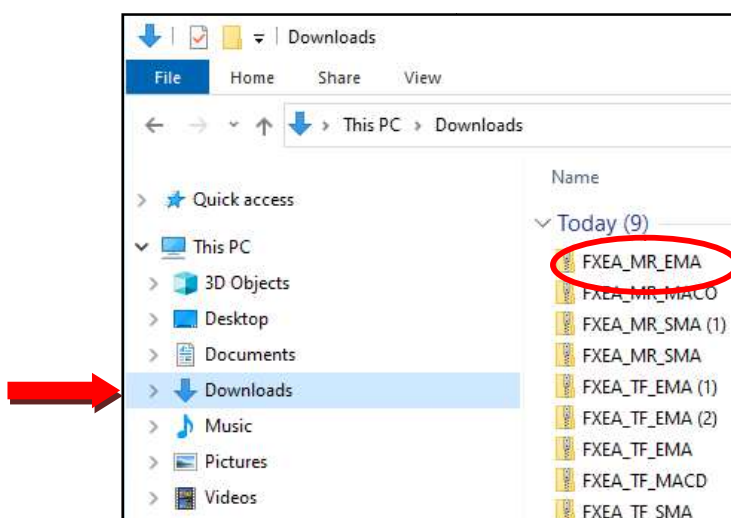 Downloads
File Home Share View
This PC > Downloads
Quick access
This PC
3D Objects
Desktop
Documents
Downloads
Music
Pictures
Videos
Name
Today (9)
FXEA_MR_EMA
FXEA_MR_MACO
FXEA_MR_SMA (1)
FXEA_MR_SMA
FXEA_TF_EMA (1)
FXEA_TF_EMA (2)
FXEA_TF_EMA
FXEA_TF_MACD
FXEA_TF_SMA